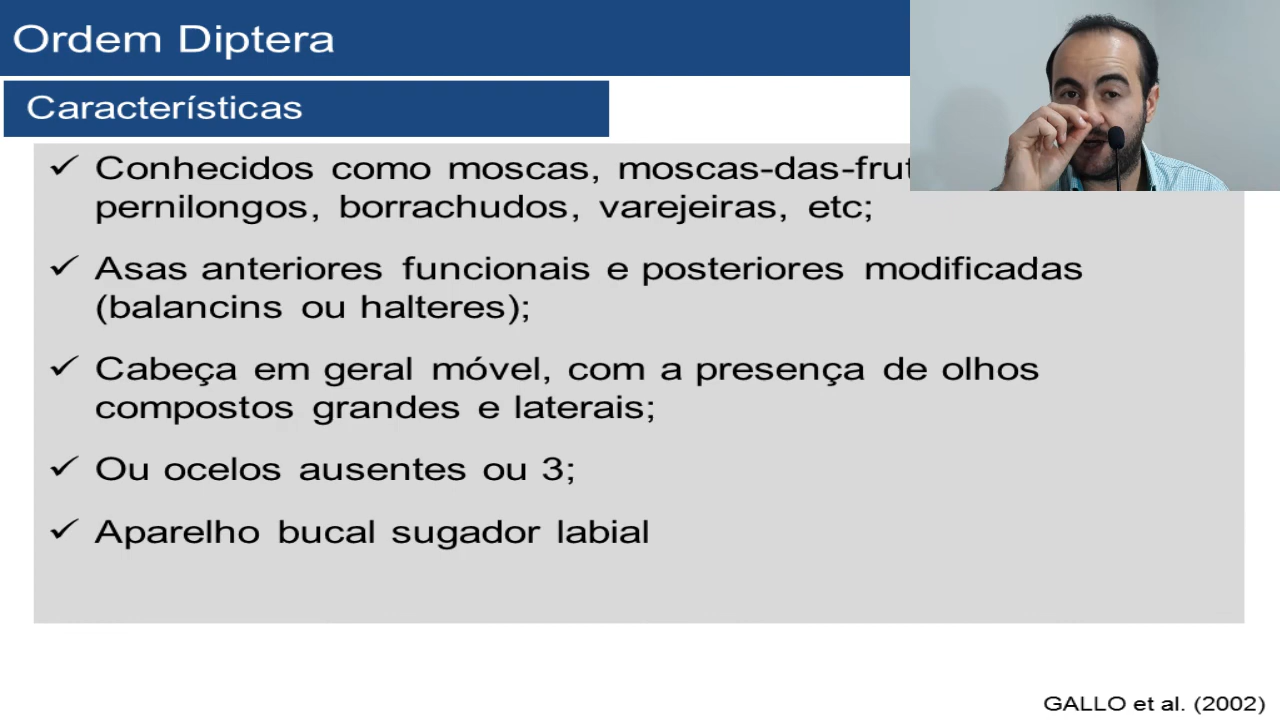 Ordem Diptera
Características
✓ Conhecidos como moscas, moscas-das-frut
pernilongos, borrachudos, varejeiras, etc;
✓ Asas anteriores funcionais e posteriores modificadas
(balancins ou halteres);
✓ Cabeça em geral móvel, com a presença de olhos
compostos grandes e laterais;
✓ Ou ocelos ausentes ou 3;
✓ Aparelho bucal sugador labial
GALLO et al. (2002)